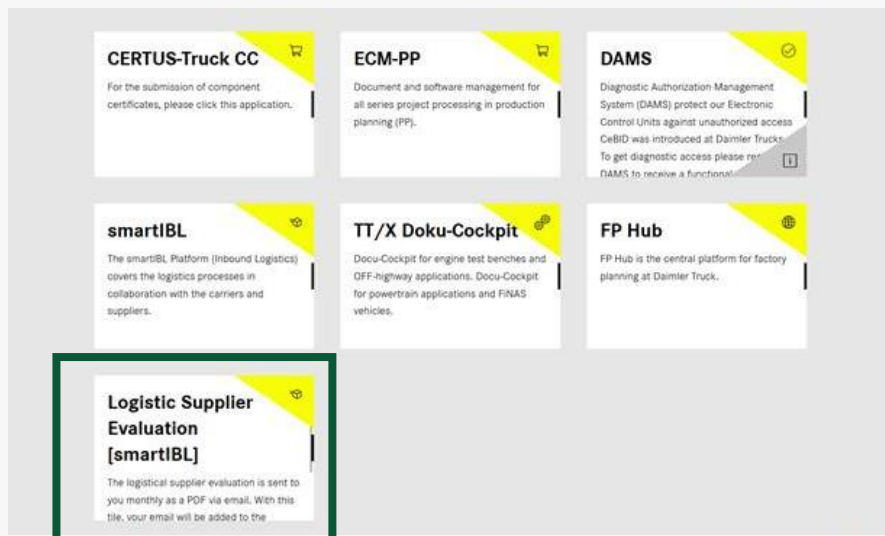 CERTUS-Truck CC
For the submission of component
certificates, please click this application.
ECM-PP
Document and software management for
all series project processing in production
planning (PP).
DAMS
Diagnostic Authorization Management
System (DAMS) protect our Electronic
Control Units against unauthorized access
CeBID was introduced at Daimler Trucks
To get diagnostic access please
DAMS to receive a functional
smartIBL
The smartIBL Platform (Inbound Logistics)
covers the logistics processes in
collaboration with the carriers and
suppliers.
TT/X Doku-Cockpit
Docu-Cockpit for engine test benches and
OFF-highway applications. Docu-Cockpit
for powertrain applications and FiNAS
vehicles.
FP Hub
FP Hub is the central platform for factory
planning at Daimler Truck.
Logistic Supplier
Evaluation
[smartIBL]
The logistical supplier evaluation is sent to
you monthly as a PDF via email. With this
tile, your email will be added to the